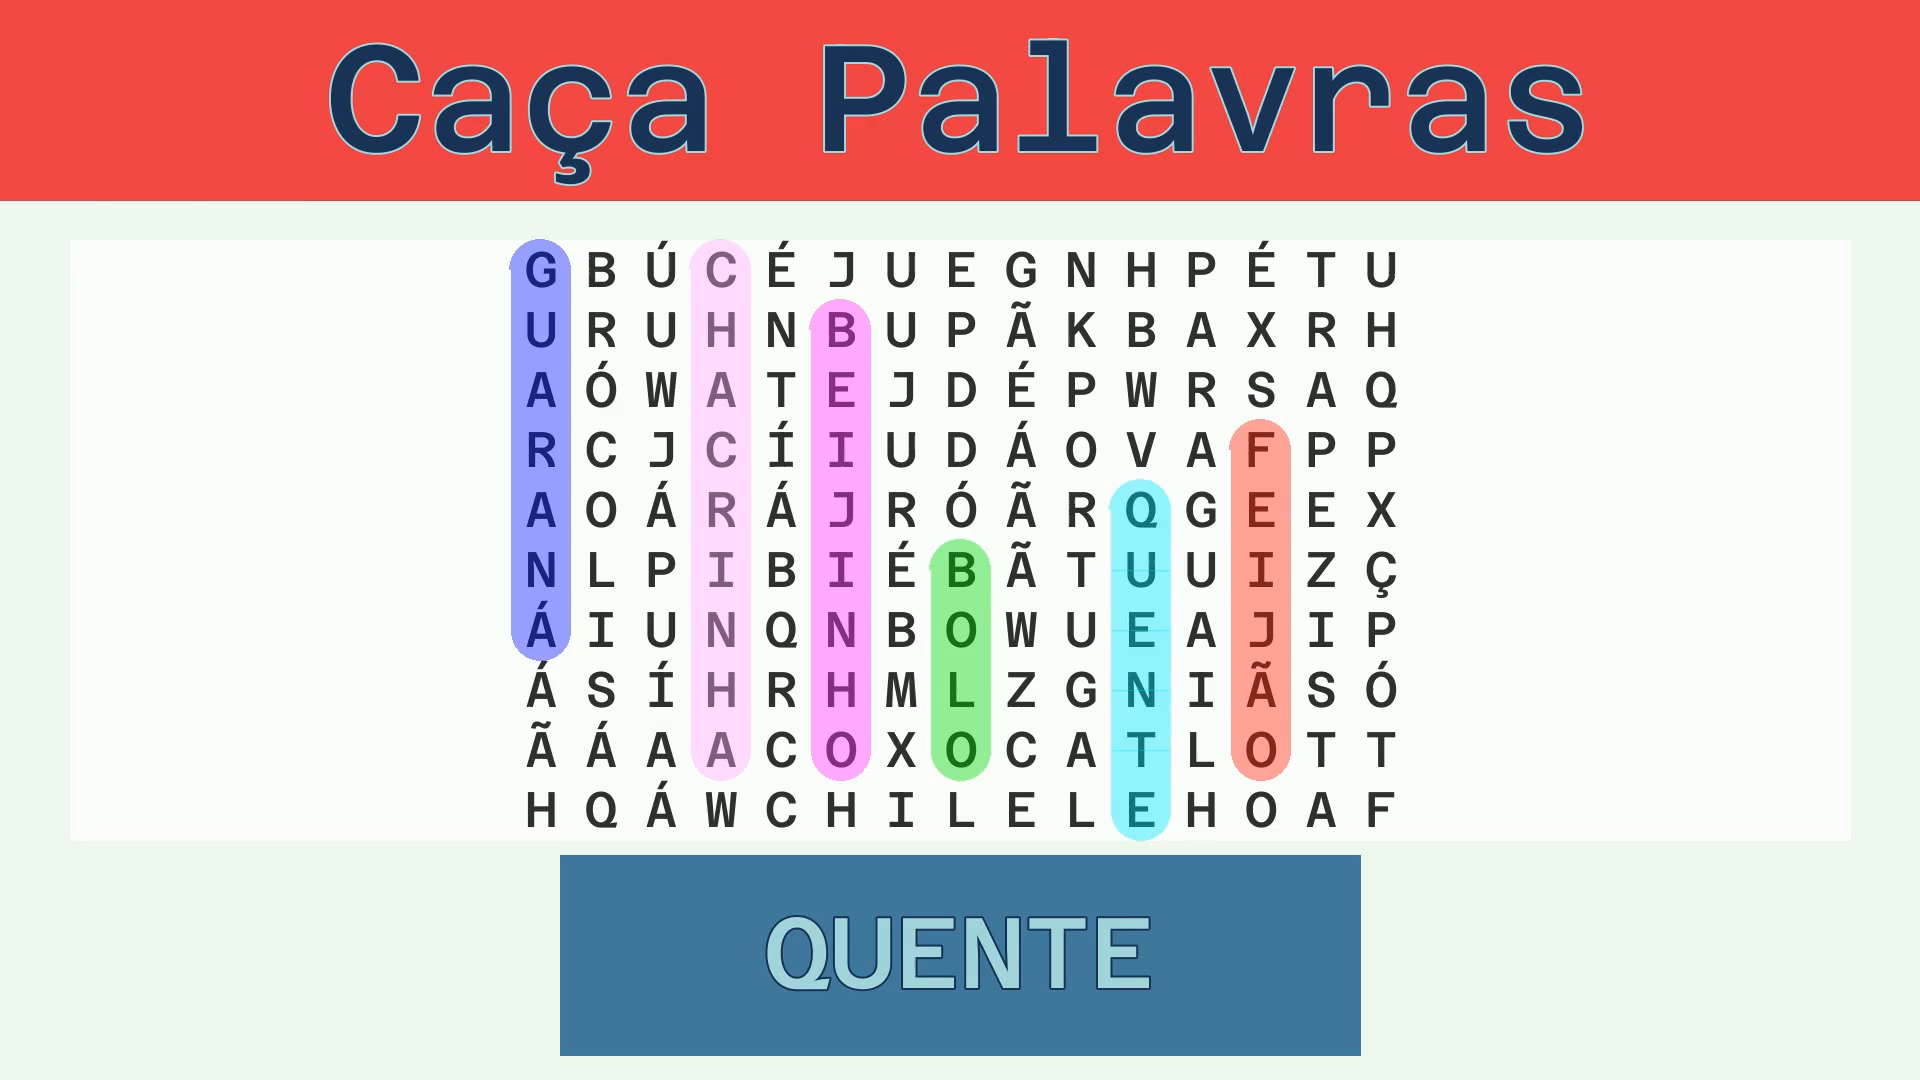 Caça Palavras
G B Ú C É J U E G N H P É T U
U R U H N B U P Ã K B A X R H
A Ó W A T E J D É P W R S A Q
R C J C Í I U D Á O V A F P P
A O Á R Á J R Ó Ã R Q G E E X
N L P I B I É B Ã T U U I Z Ç
Á I U N Q N B O W U E A J I P
Á S Í H R H M L Z G N I Ã S Ó
Ã Á A A C O X O C A T L O T T
H Q Á W C H I L E L E H O A F
QUENTE